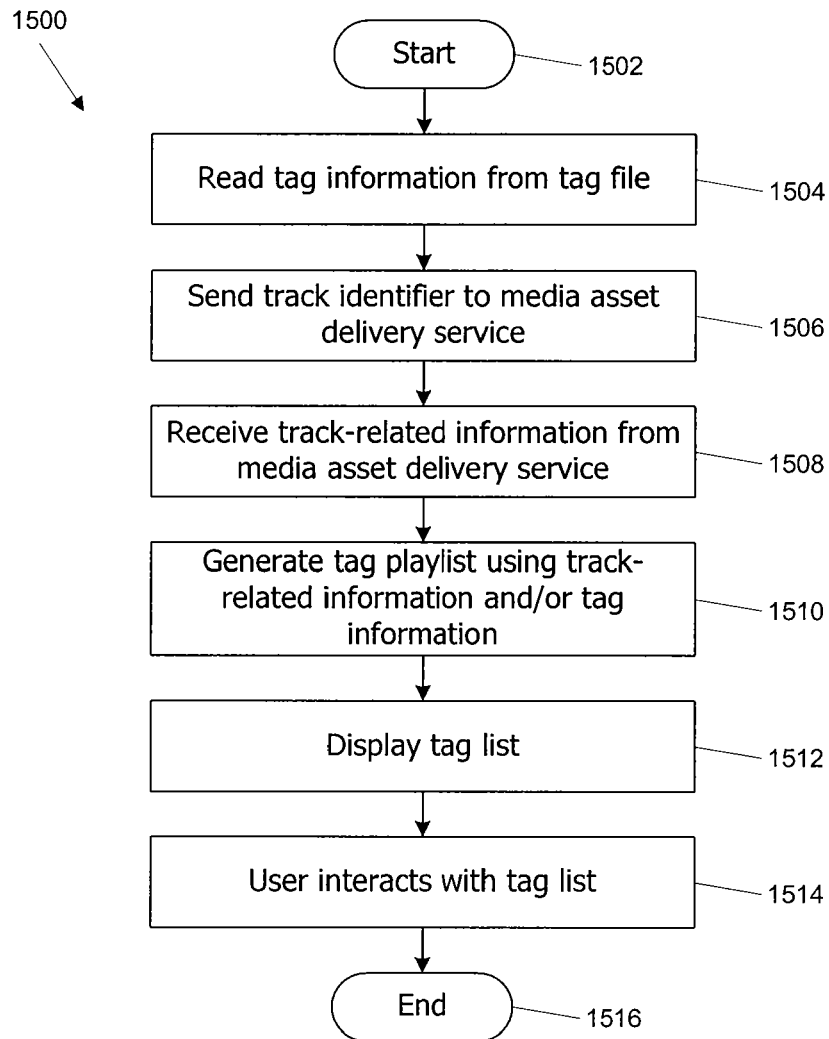 1500
Start
1502
Read tag information from tag file
1504
Send track identifier to media asset
delivery service
1506
Receive track-related information from
media asset delivery service
1508
Generate tag playlist using track-
related information and/or tag
information
1510
Display tag list
1512
User interacts with tag list
1514
End
1516